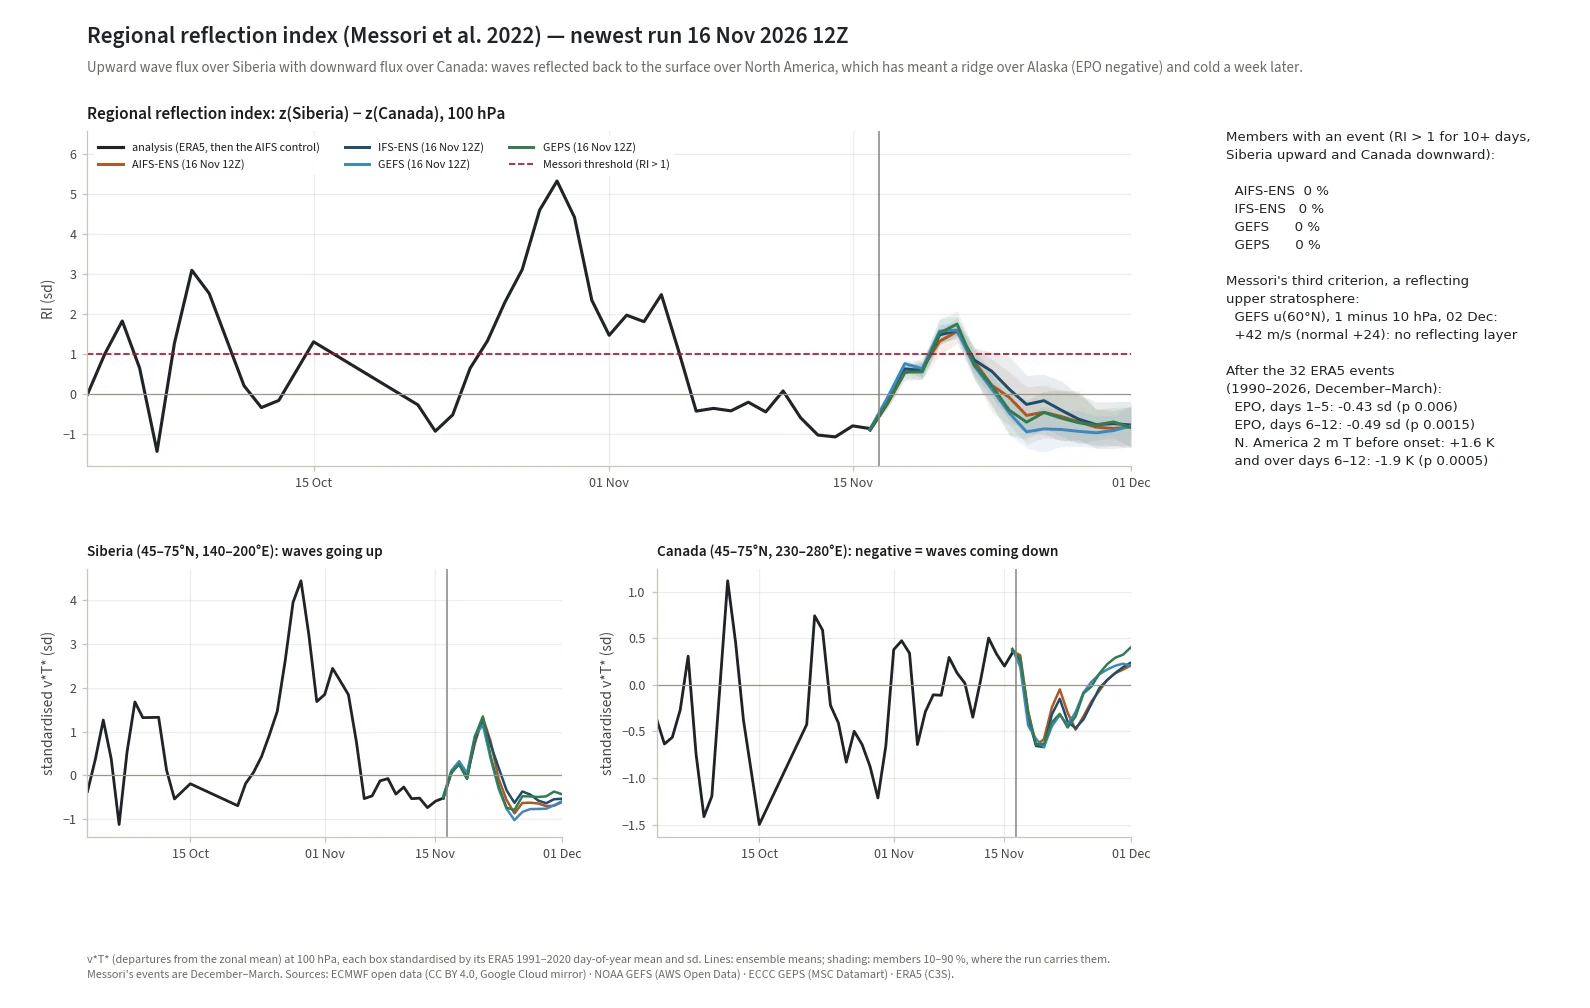 Regional reflection index (Messori et al. 2022) — newest run 16 Nov 2026 12Z
Upward wave flux over Siberia with downward flux over Canada: waves reflected back to the surface over North America, which has meant a ridge over Alaska (EPO negative) and cold a week later.
Regional reflection index: z(Siberia) − z(Canada), 100 hPa
analysis (ERA5, then the AIFS control)
AIFS-ENS (16 Nov 12Z)
IFS-ENS (16 Nov 12Z)
GEFS (16 Nov 12Z)
GEPS (16 Nov 12Z)
Messori threshold (RI > 1)
RI (sd)
6
5
4
3
2
1
0
−1
15 Oct
01 Nov
15 Nov
01 Dec
Members with an event (RI > 1 for 10+ days,
Siberia upward and Canada downward):
AIFS-ENS 0 %
IFS-ENS 0 %
GEFS 0 %
GEPS 0 %
Messori's third criterion, a reflecting
upper stratosphere:
GEFS u(60°N), 1 minus 10 hPa, 02 Dec:
+42 m/s (normal +24): no reflecting layer
After the 32 ERA5 events
(1990–2026, December–March):
EPO, days 1–5: -0.43 sd (p 0.006)
EPO, days 6–12: -0.49 sd (p 0.0015)
N. America 2 m T before onset: +1.6 K
and over days 6–12: -1.9 K (p 0.0005)
Siberia (45–75°N, 140–200°E): waves going up
standardised v*T* (sd)
4
3
2
1
0
−1
15 Oct
01 Nov
15 Nov
01 Dec
Canada (45–75°N, 230–280°E): negative = waves coming down
standardised v*T* (sd)
1.0
0.5
0.0
−0.5
−1.0
−1.5
15 Oct
01 Nov
15 Nov
01 Dec
v*T* (departures from the zonal mean) at 100 hPa, each box standardised by its ERA5 1991–2020 day-of-year mean and sd. Lines: ensemble means; shading: members 10–90 %, where the run carries them.
Messori's events are December–March. Sources: ECMWF open data (CC BY 4.0, Google Cloud mirror) · NOAA GEFS (AWS Open Data) · ECCC GEPS (MSC Datamart) · ERA5 (C3S).